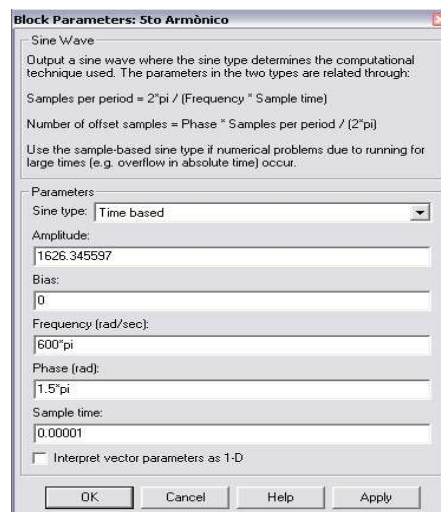 Block Parameters: 5to Armònico
Sine Wave
Output a sine wave where the sine type determines the computational
technique used. The parameters in the two types are related through:
Samples per period = 2*pi / (Frequency * Sample time)
Number of offset samples = Phase * Samples per period / (2*pi)
Use the sample-based sine type if numerical problems due to running for
large times (e.g. overflow in absolute time) occur.
Parameters
Sine type: Time based
Amplitude:
1626.345597
Bias:
0
Frequency (rad/sec):
600*pi
Phase (rad):
1.5*pi
Sample time:
0.00001
Interpret vector parameters as 1-D
OK Cancel Help Apply